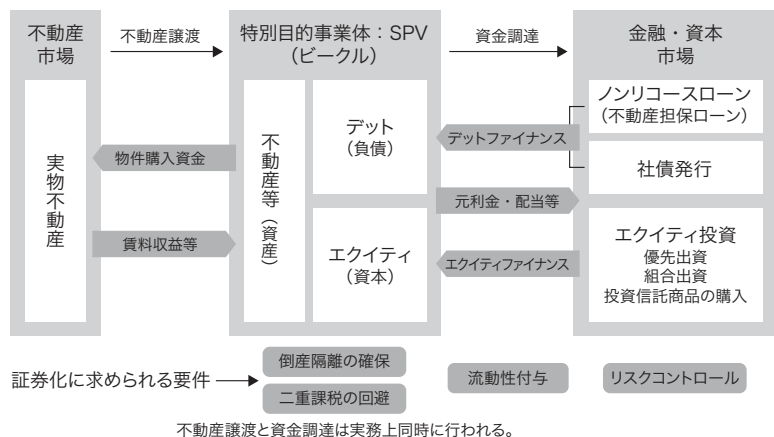 不動産
市場
不動産譲渡
特別目的事業体：SPV
（ビークル）
資金調達
金融・資本
市場
実物不動産
物件購入資金
賃料収益等
不動産等（資産）
デット
（負債）
エクイティ
（資本）
デットファイナンス
元利金・配当等
エクイティファイナンス
ノンリコースローン
（不動産担保ローン）
社債発行
エクイティ投資
優先出資
組合出資
投資信託商品の購入
証券化に求められる要件
倒産隔離の確保
二重課税の回避
流動性付与
リスクコントロール
不動産譲渡と資金調達は実務上同時に行われる。